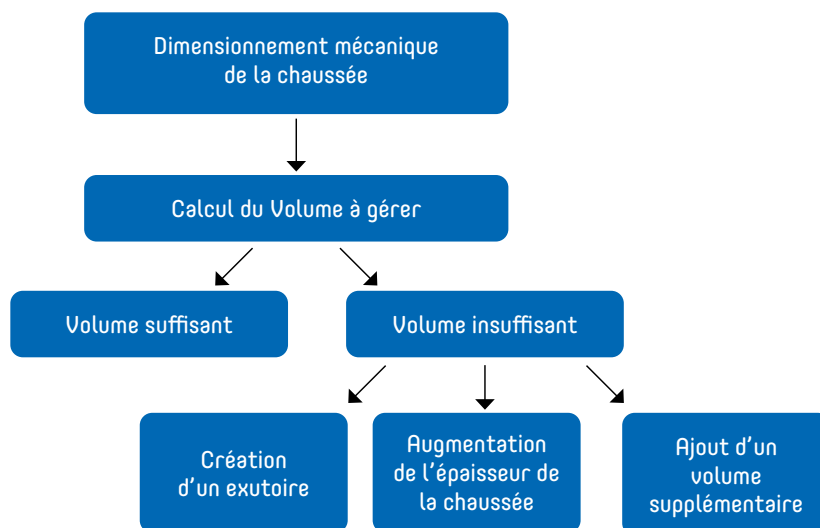 Dimensionnement mécanique
de la chaussée
Calcul du Volume à gérer
Volume suffisant
Volume insuffisant
Création
d'un exutoire
Augmentation
de l'épaisseur de
la chaussée
Ajout d'un
volume
supplémentaire